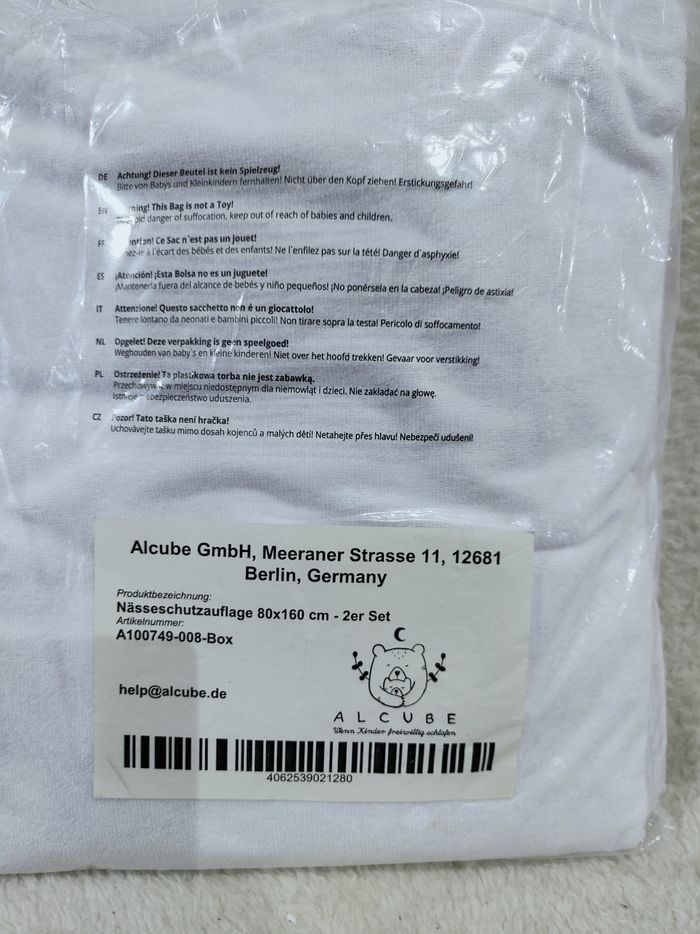 DE Achtung! Dieser Beutel ist kein Spielzeug!
Bitte von Babys und Kleinkindern fernhalten! Nicht über den Kopf ziehen! Erstickungsgefahr!
EN This Bag is not a Toy!
danger of suffocation, keep out of reach of babies and children.
FR Ce Sac n'est pas un jouet!
à l'écart des bébés et des enfants! Ne l'enfilez pas sur la tété! Danger d'asphyxie!
ES ¡Atención! ¡Esta Bolsa no es un juguete!
¡Mantenerla fuera del alcance de bebés y niño pequeños! ¡No ponérsela en la cabeza! ¡Peligro de astixia!
IT Attenzione! Questo sacchetto non é un giocattolo!
Tenere lontano da neonati e bambini piccoli! Non tirare sopra la testa! Pericolo di soffocamento!
NL Opgelet! Deze verpakking is geen speelgoed!
Weghouden van baby's en kleine kinderen! Niet over het hoofd trekken! Gevaar voor verstikking!
PL Ostrzeżenie! Ta plastikowa torba nie jest zabawką.
w miejscu niedostępnym dla niemowląt i dzieci. Nie zakładać na głowę.
uduszenia.
CZ Pozor! Tato taška není hračka!
Uchovávejte tašku mimo dosah kojenců a malých dětí! Netahejte přes hlavu! Nebezpečí udušení!
Alcube GmbH, Meeraner Strasse 11, 12681
Berlin, Germany
Produktbezeichnung:
Nässeschutzauflage 80x160 cm - 2er Set
Artikelnummer:
A100749-008-Box
help@alcube.de
ALCUBE
Wenn Kinder freiwillig schlafen
4062539021280